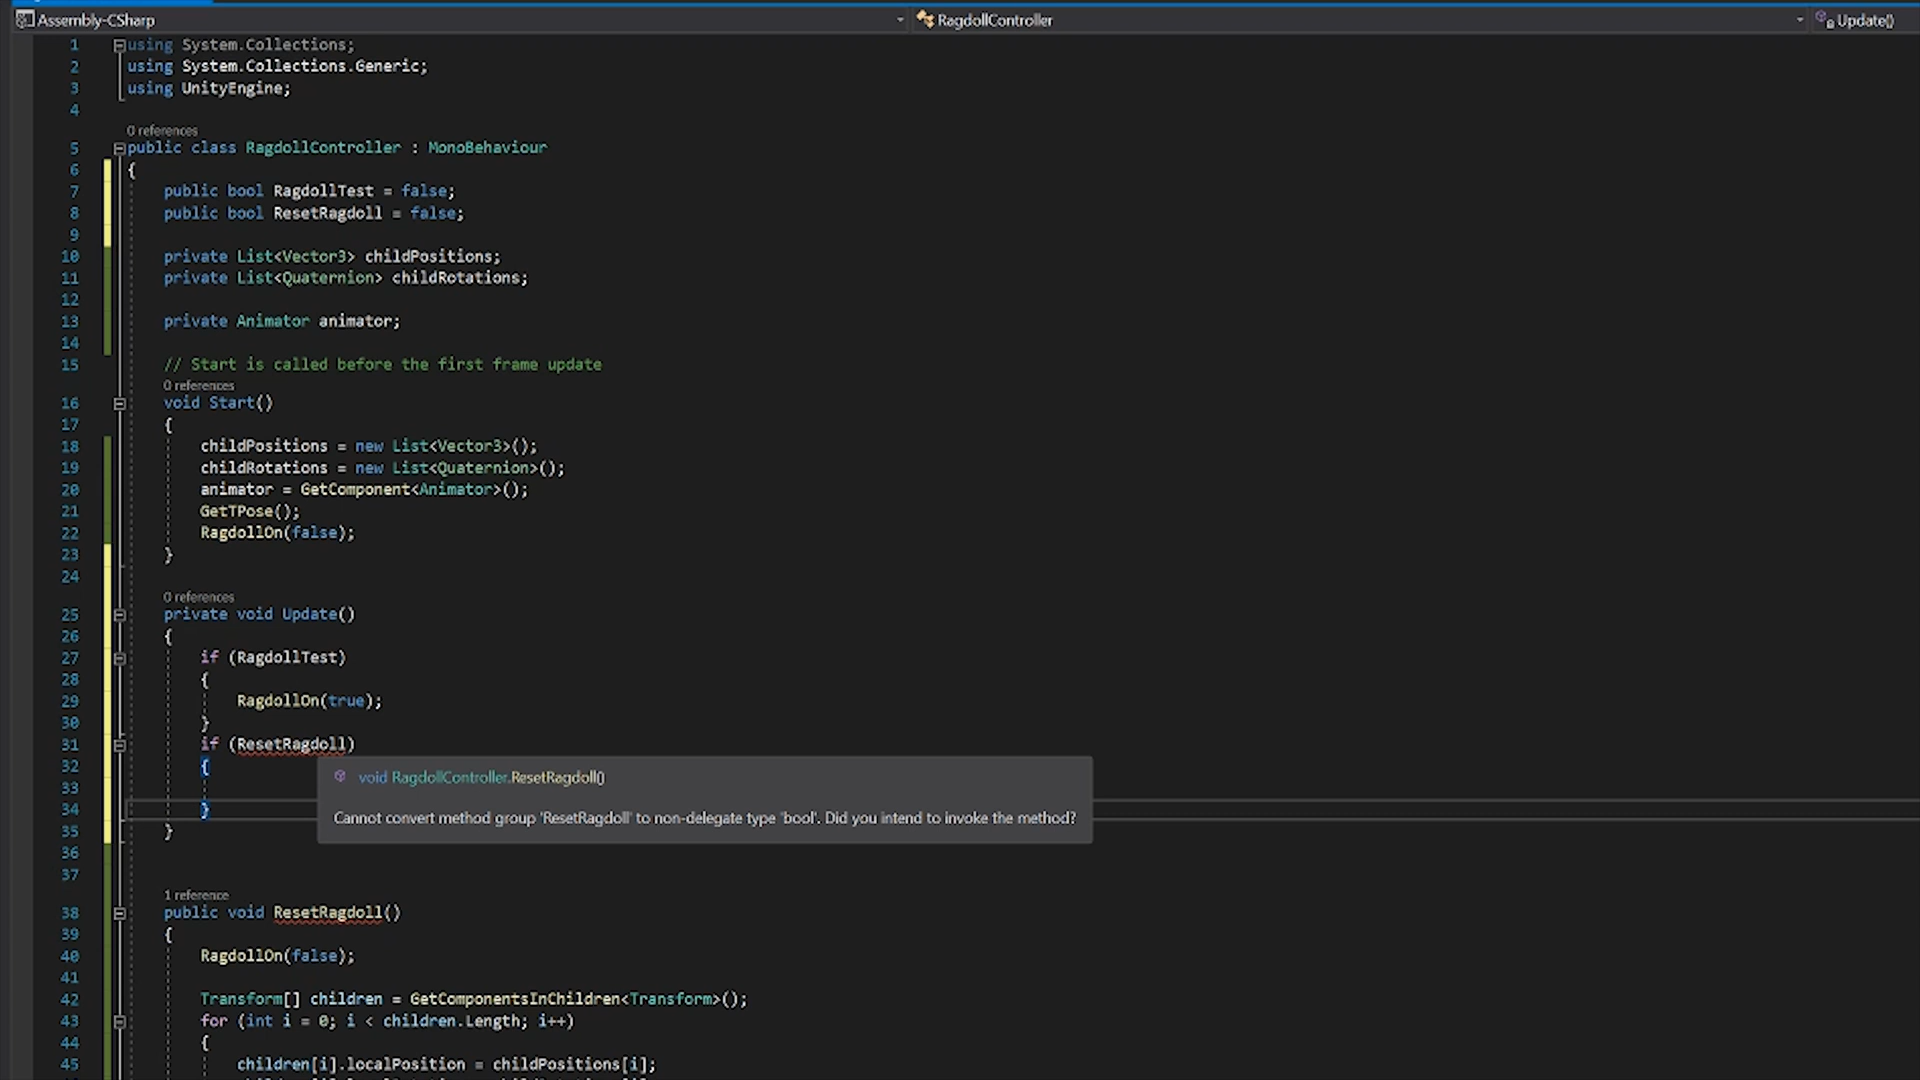 Assembly-CSharp RagdollController Update()
1 using System.Collections;
2 using System.Collections.Generic;
3 using UnityEngine;
4
0 references
5 public class RagdollController : MonoBehaviour
6 {
7 public bool RagdollTest = false;
8 public bool ResetRagdoll = false;
9
10 private List<Vector3> childPositions;
11 private List<Quaternion> childRotations;
12
13 private Animator animator;
14
15 // Start is called before the first frame update
0 references
16 void Start()
17 {
18 childPositions = new List<Vector3>();
19 childRotations = new List<Quaternion>();
20 animator = GetComponent<Animator>();
21 GetTPose();
22 RagdollOn(false);
23 }
24
0 references
25 private void Update()
26 {
27 if (RagdollTest)
28 {
29 RagdollOn(true);
30 }
31 if (ResetRagdoll)
32 {
void RagdollController.ResetRagdoll()
33
34 }
Cannot convert method group 'ResetRagdoll' to non-delegate type 'bool'. Did you intend to invoke the method?
35 }
36
37
1 reference
38 public void ResetRagdoll()
39 {
40 RagdollOn(false);
41
42 Transform[] children = GetComponentsInChildren<Transform>();
43 for (int i = 0; i < children.Length; i++)
44 {
45 children[i].localPosition = childPositions[i];